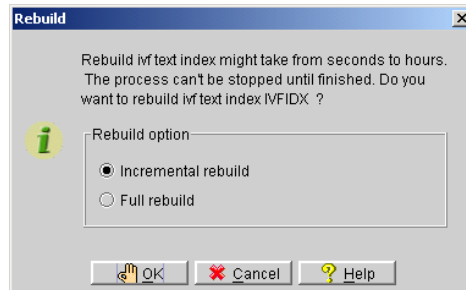 Rebuild
Rebuild ivf text index might take from seconds to hours.
The process can't be stopped until finished. Do you
want to rebuild ivf text index IVFIDX ?
Rebuild option
Incremental rebuild
Full rebuild
OK Cancel Help